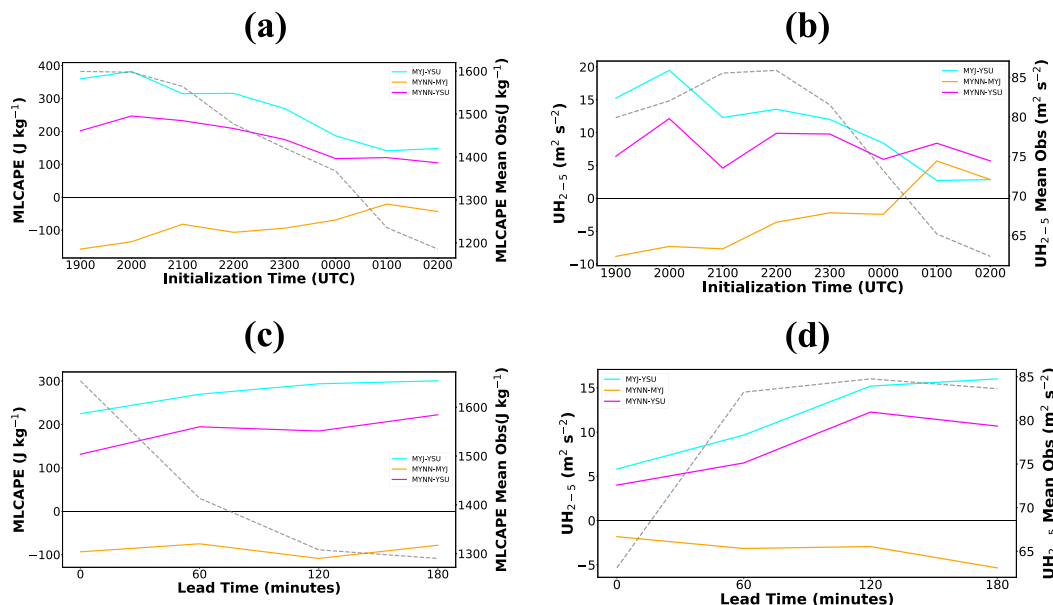 (a)
MLCAPE (J kg⁻¹)
400
300
200
100
0
−100
MYJ-YSU
MYNN-MYJ
MYNN-YSU
1600
1500
1400
1300
1200
MLCAPE Mean Obs(J kg⁻¹)
1900 2000 2100 2200 2300 0000 0100 0200
Initialization Time (UTC)
(b)
UH₂₋₅ (m² s⁻²)
20
15
10
5
0
−5
−10
MYJ-YSU
MYNN-MYJ
MYNN-YSU
85
80
75
70
65
UH₂₋₅ Mean Obs (m² s⁻²)
1900 2000 2100 2200 2300 0000 0100 0200
Initialization Time (UTC)
(c)
MLCAPE (J kg⁻¹)
300
200
100
0
−100
MYJ-YSU
MYNN-MYJ
MYNN-YSU
1600
1500
1400
1300
MLCAPE Mean Obs(J kg⁻¹)
0 60 120 180
Lead Time (minutes)
(d)
UH₂₋₅ (m² s⁻²)
15
10
5
0
−5
MYJ-YSU
MYNN-MYJ
MYNN-YSU
85
80
75
70
65
UH₂₋₅ Mean Obs (m² s⁻²)
0 60 120 180
Lead Time (minutes)